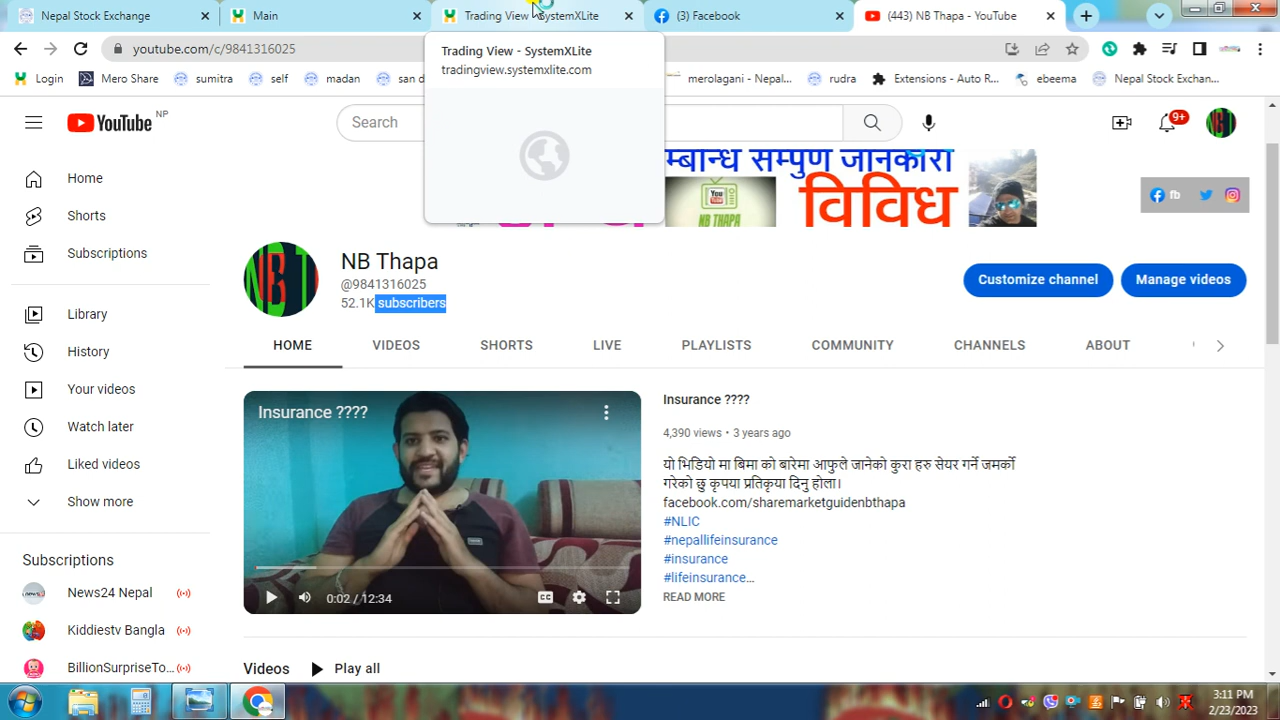 Nepal Stock Exchange
Main
Trading View - SystemXLite
(3) Facebook
(443) NB Thapa - YouTube
youtube.com/c/9841316025
Trading View - SystemXLite
tradingview.systemxlite.com
Login
Mero Share
sumitra
self
madan
san d
merolagani - Nepal...
rudra
Extensions - Auto R...
ebeema
Nepal Stock Exchan...
YouTube NP
Search
9+
Home
Shorts
Subscriptions
Library
History
Your videos
Watch later
Liked videos
Show more
Subscriptions
News24 Nepal
Kiddiestv Bangla
BillionSurpriseTo...
म्बान्ध सम्पुण जानकारी
NB THAPA
विविध
fb
NB Thapa
@9841316025
52.1K subscribers
Customize channel
Manage videos
HOME
VIDEOS
SHORTS
LIVE
PLAYLISTS
COMMUNITY
CHANNELS
ABOUT
Insurance ????
0:02 / 12:34
Insurance ????
4,390 views • 3 years ago
यो भिडियो मा बिमा को बारेमा आफुले जानेको कुरा हरु सेयर गर्ने जमर्को
गरेको छु कृपया प्रतिकृया दिनु होला।
facebook.com/sharemarketguidenbthapa
#NLIC
#nepallifeinsurance
#insurance
#lifeinsurance...
READ MORE
Videos
Play all
3:11 PM
2/23/2023